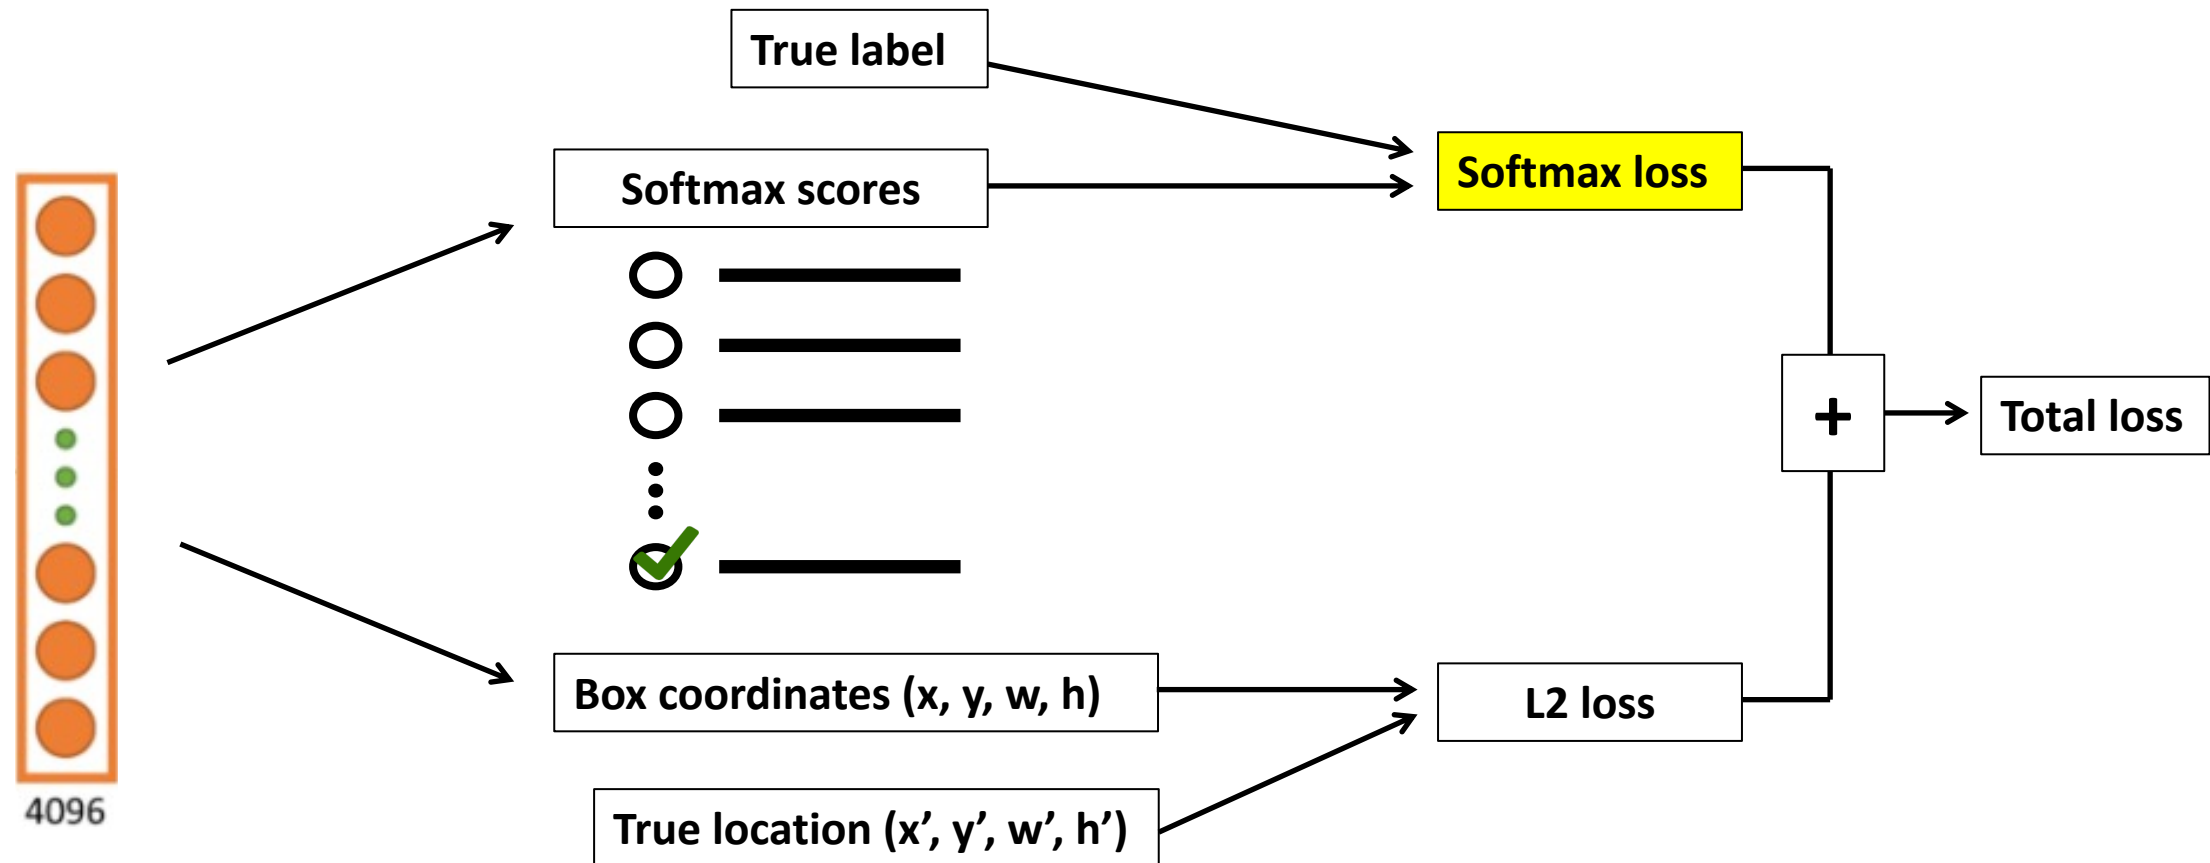 True label
Softmax scores
Softmax loss
+
Total loss
Box coordinates (x, y, w, h)
L2 loss
True location (x’, y’, w’, h’)
4096